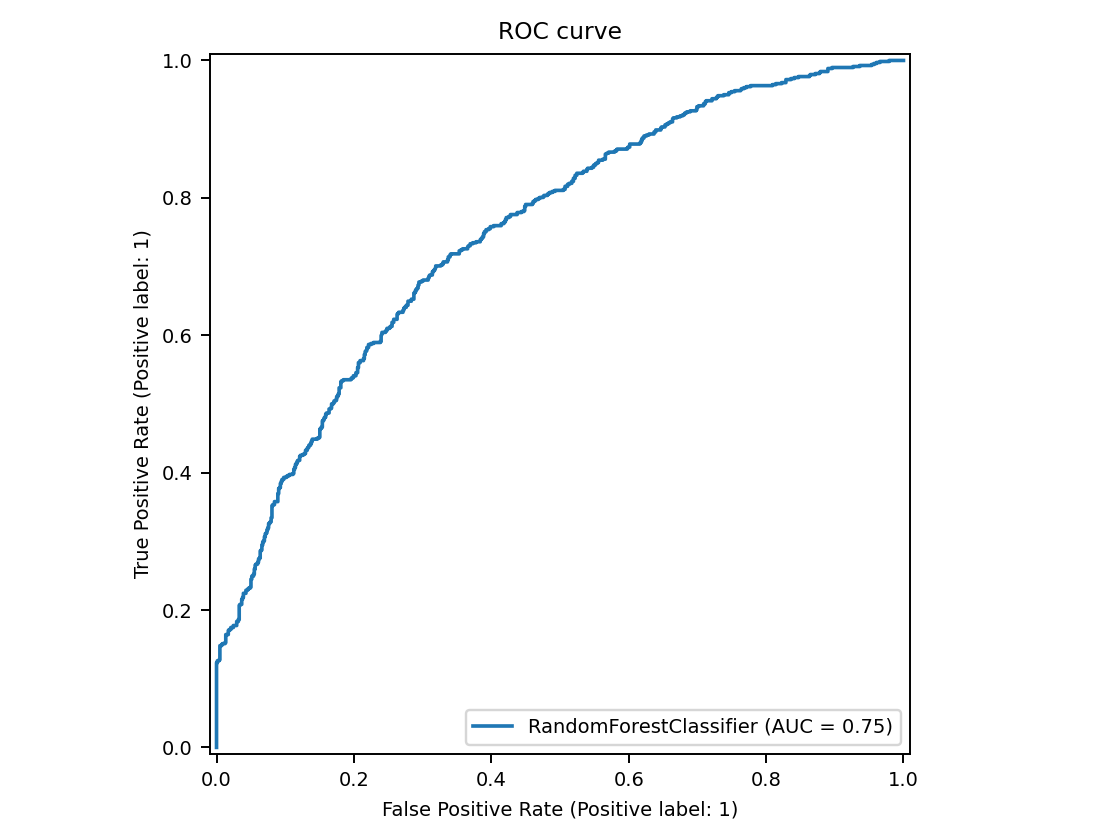 ROC curve
1.0
0.8
0.6
0.4
0.2
0.0
True Positive Rate (Positive label: 1)
RandomForestClassifier (AUC = 0.75)
0.0 0.2 0.4 0.6 0.8 1.0
False Positive Rate (Positive label: 1)